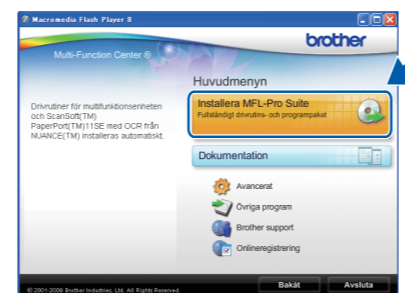 Macromedia Flash Player 8
brother
Multi-Function Center ®
Huvudmenyn
Drivrutiner för multifunktionsenheten
och ScanSoft(TM)
PaperPort(TM)11SE med OCR från
NUANCE(TM) installeras automatiskt.
Installera MFL-Pro Suite
Fullständigt drivrutins- och programpaket
Dokumentation
Avancerat
Övriga program
Brother support
Onlineregistrering
© 2001-2009 Brother Industries, Ltd. All Rights Reserved.
Bakåt
Avsluta